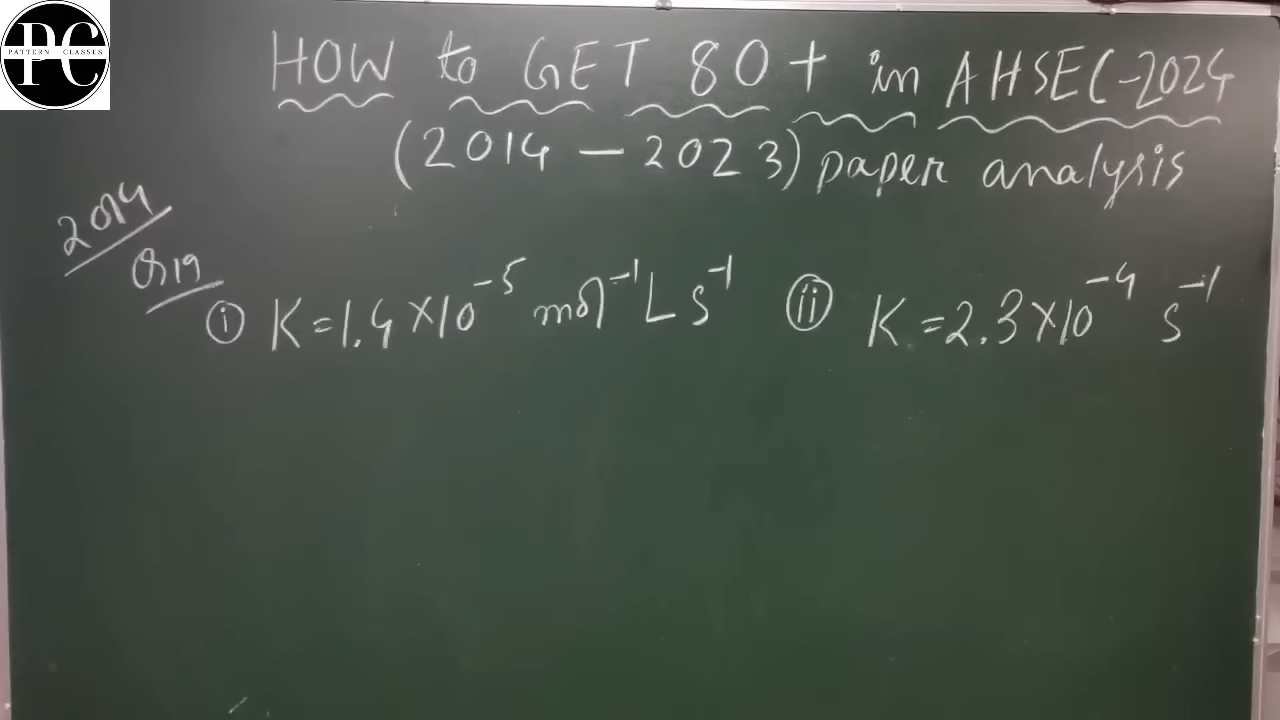 PC
PATTERN CLASSES
HOW to GET 80+ in AHSEC-2024
(2014 – 2023) paper analysis
2014
Q19
(i) K=1.4×10⁻⁵ mol⁻¹ L s⁻¹ (ii) K=2.3×10⁻⁴ s⁻¹